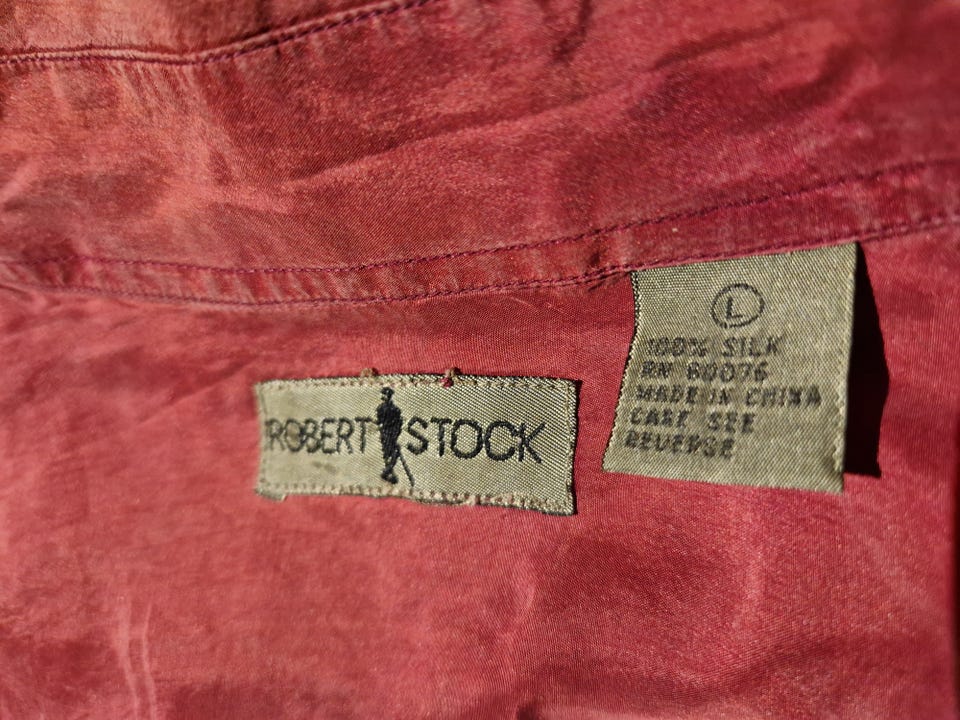 ROBERT STOCK
L
100% SILK
RN 80076
MADE IN CHINA
CARE SEE
REVERSE